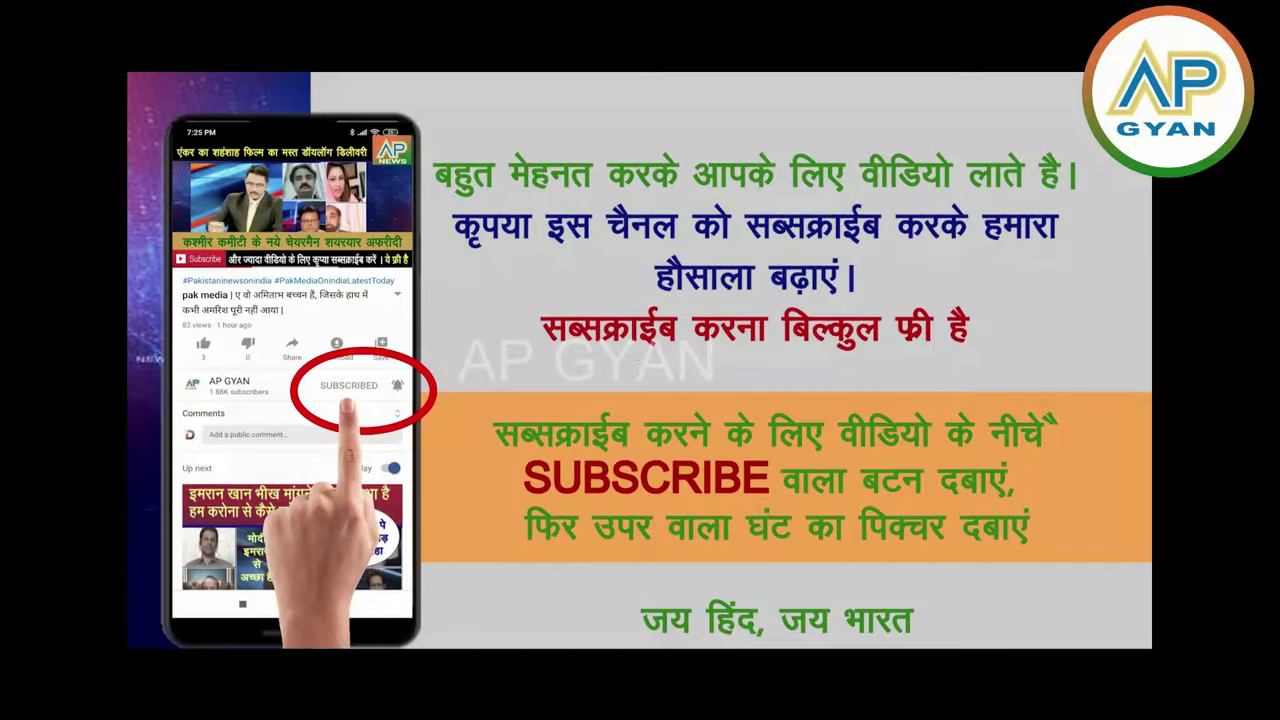 AP
GYAN
7:25 PM
एंकर का शहंशाह फिल्म का मस्त डॉयलॉग डिलीवरी
AP
NEWS
कश्मीर कमीटी के नये चेयरमैन शयरयार अफरीदी
Subscribe और ज्यादा वीडियो के लिए कृप्या सब्सक्राईब करें । ये फ्री है
#Pakistaninewsonindia #PakMediaOnindiaLatestToday
pak media | ए वो अमिताभ बच्चन हैं, जिसके हाथ में
कभी अमरिश पूरी नहीं आया |
82 views · 1 hour ago
3 0 Share Save
AP GYAN
1.88K subscribers
SUBSCRIBED
Comments
Add a public comment...
Up next
इमरान खान भीख मांगने है
हम करोना से कैसे
मोदी
इमरान
से
अच्छा है
बहुत मेहनत करके आपके लिए वीडियो लाते है।
कृपया इस चैनल को सब्सक्राईब करके हमारा
हौसाला बढ़ाएं।
सब्सक्राईब करना बिल्कुल फ्री है
AP GYAN
सब्सक्राईब करने के लिए वीडियो के नीचे"
SUBSCRIBE वाला बटन दबाएं,
फिर उपर वाला घंट का पिक्चर दबाएं
जय हिंद, जय भारत